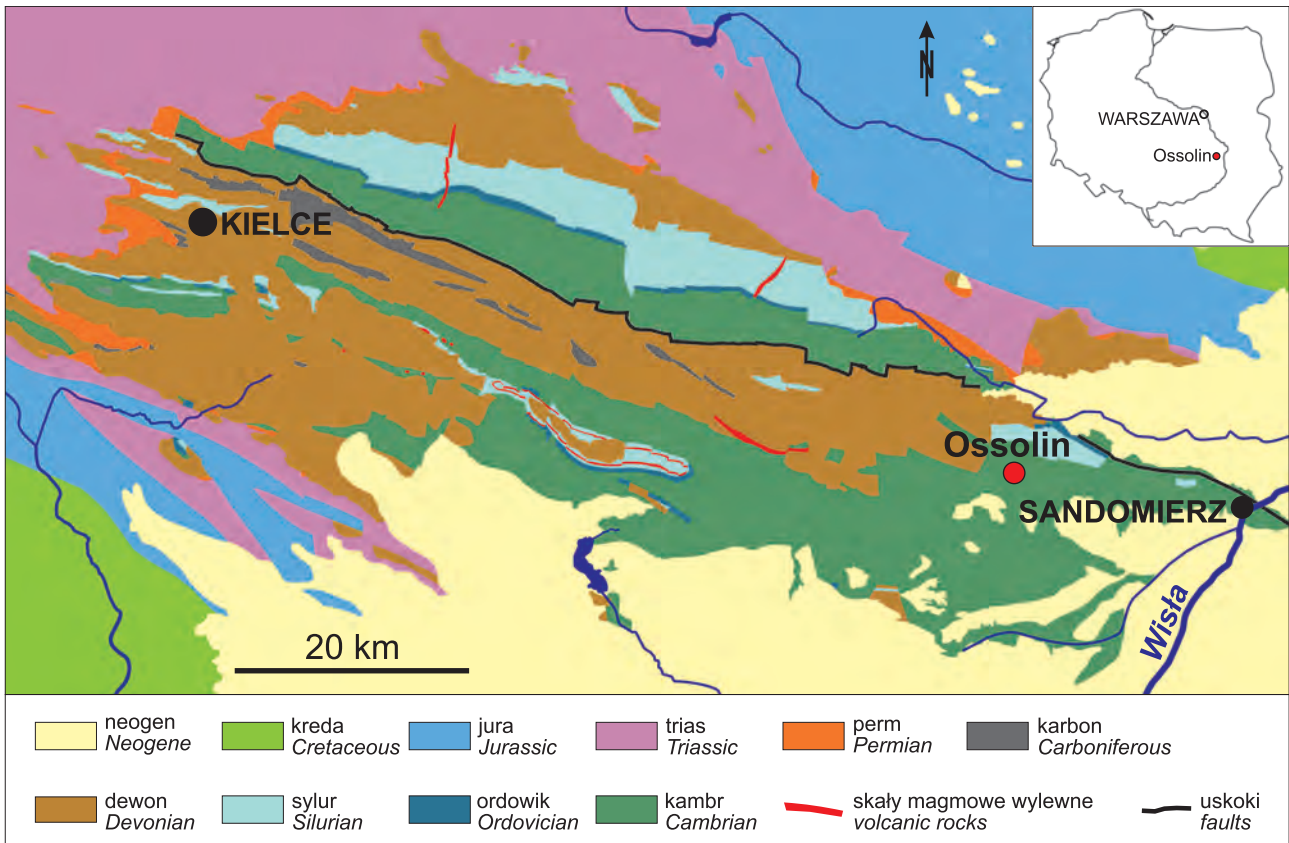 N
WARSZAWA
Ossolin
KIELCE
Ossolin
SANDOMIERZ
Wisła
20 km
neogen
Neogene
kreda
Cretaceous
jura
Jurassic
trias
Triassic
perm
Permian
karbon
Carboniferous
dewon
Devonian
sylur
Silurian
ordowik
Ordovician
kambr
Cambrian
skały magmowe wylewne
volcanic rocks
uskoki
faults